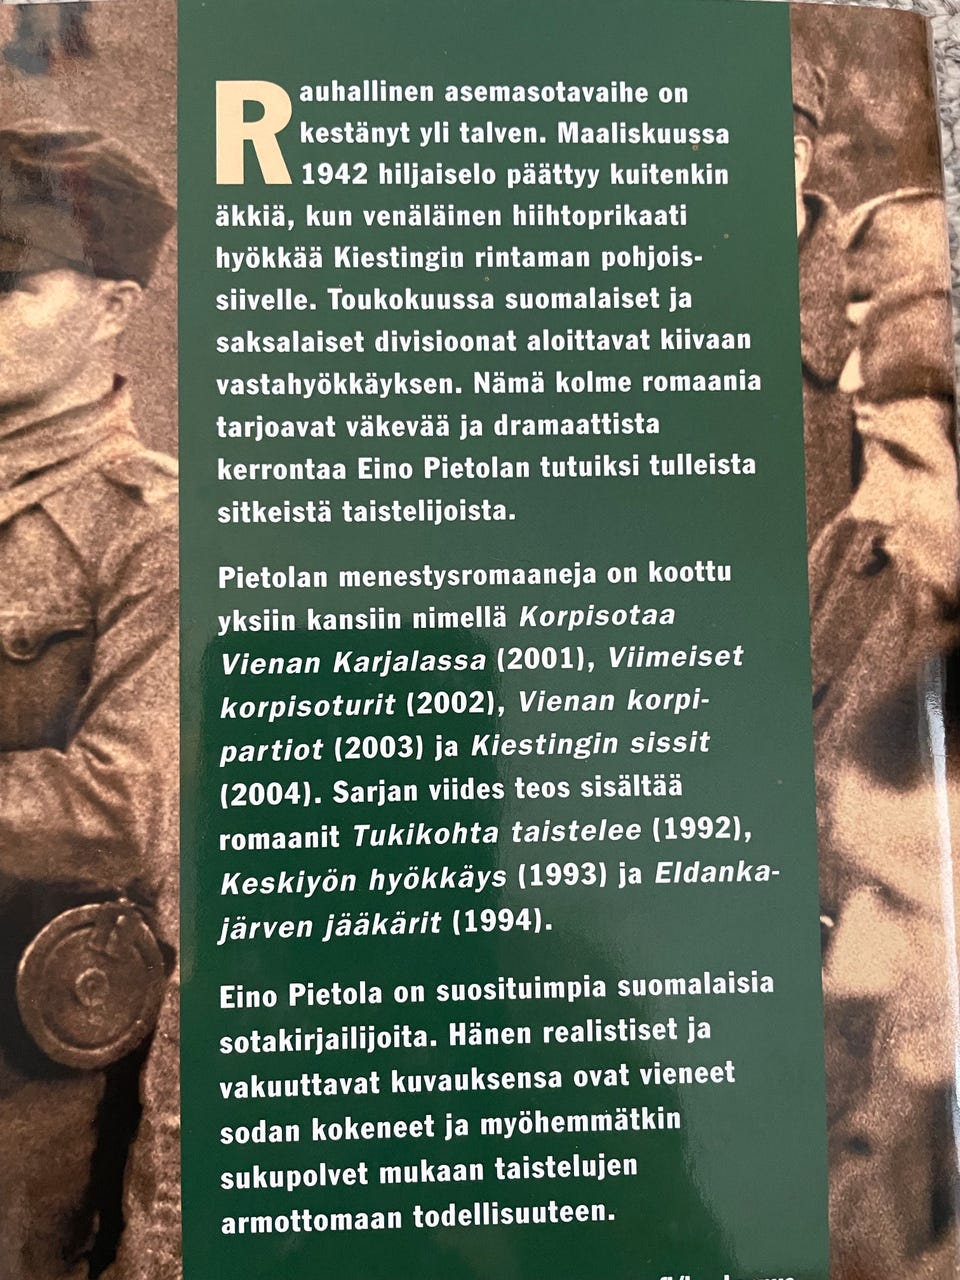 Rauhallinen asemasotavaihe on
kestänyt yli talven. Maaliskuussa
1942 hiljaiselo päättyy kuitenkin
äkkiä, kun venäläinen hiihtoprikaati
hyökkää Kiestingin rintaman pohjois-
siivelle. Toukokuussa suomalaiset ja
saksalaiset divisioonat aloittavat kiivaan
vastahyökkäyksen. Nämä kolme romaania
tarjoavat väkevää ja dramaattista
kerrontaa Eino Pietolan tutuiksi tulleista
sitkeistä taistelijoista.
Pietolan menestysromaaneja on koottu
yksiin kansiin nimellä Korpisotaa
Vienan Karjalassa (2001), Viimeiset
korpisoturit (2002), Vienan korpi-
partiot (2003) ja Kiestingin sissit
(2004). Sarjan viides teos sisältää
romaanit Tukikohta taistelee (1992),
Keskiyön hyökkäys (1993) ja Eldanka-
järven jääkärit (1994).
Eino Pietola on suosituimpia suomalaisia
sotakirjailijoita. Hänen realistiset ja
vakuuttavat kuvauksensa ovat vieneet
sodan kokeneet ja myöhemmätkin
sukupolvet mukaan taistelujen
armottomaan todellisuuteen.